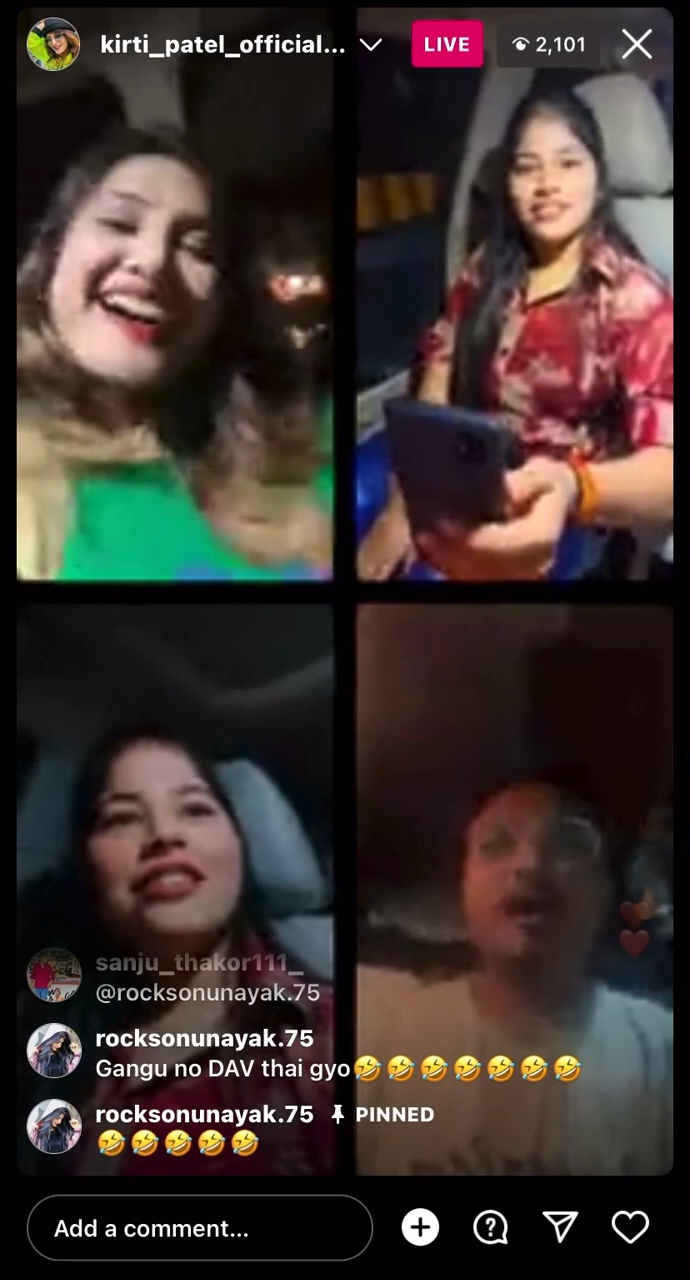 kirti_patel_official...
LIVE
2,101
sanju_thakor111_
@rocksonunayak.75
rocksonunayak.75
Gangu no DAV thai gyo🤣🤣🤣🤣🤣🤣🤣
rocksonunayak.75 PINNED
🤣🤣🤣🤣🤣
Add a comment...